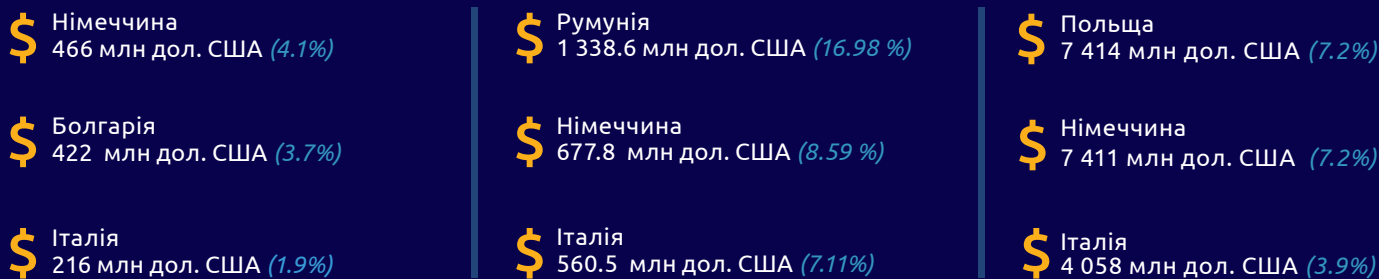 Німеччина
466 млн дол. США (4.1%)
Болгарія
422 млн дол. США (3.7%)
Італія
216 млн дол. США (1.9%)
Румунія
1 338.6 млн дол. США (16.98 %)
Німеччина
677.8 млн дол. США (8.59 %)
Італія
560.5 млн дол. США (7.11%)
Польща
7 414 млн дол. США (7.2%)
Німеччина
7 411 млн дол. США (7.2%)
Італія
4 058 млн дол. США (3.9%)